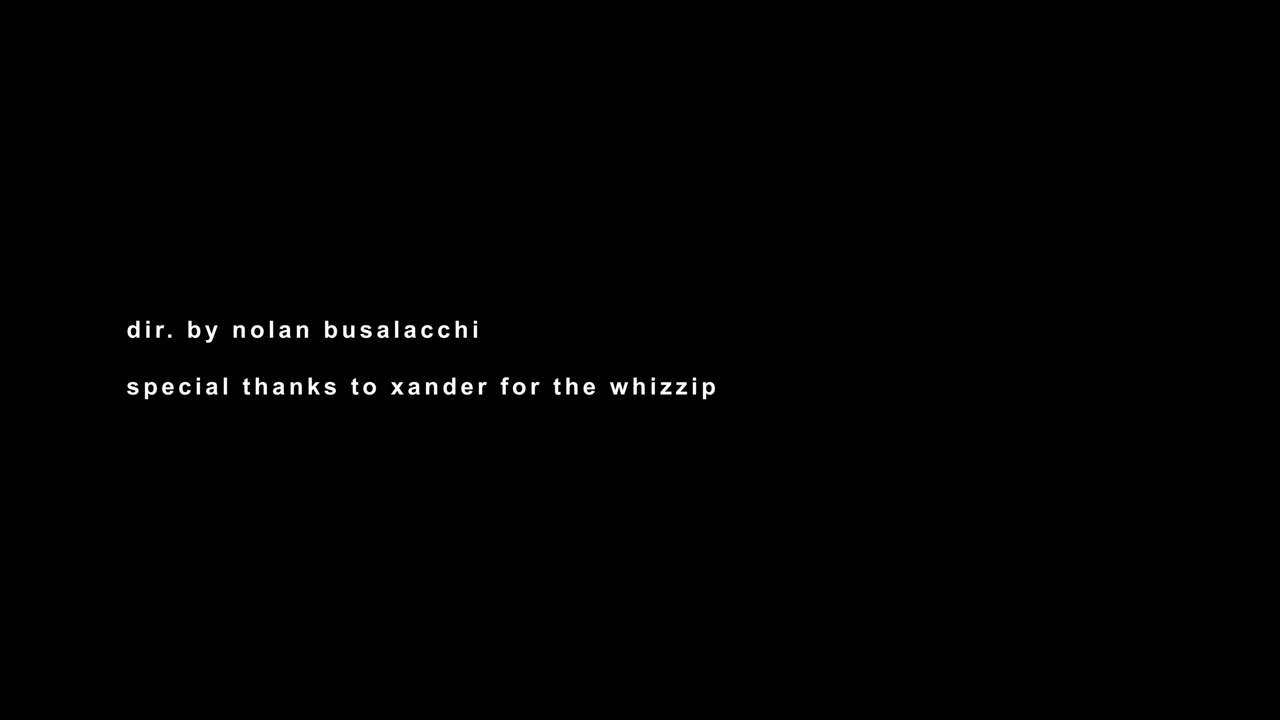 dir. by nolan busalacchi
special thanks to xander for the whizzip